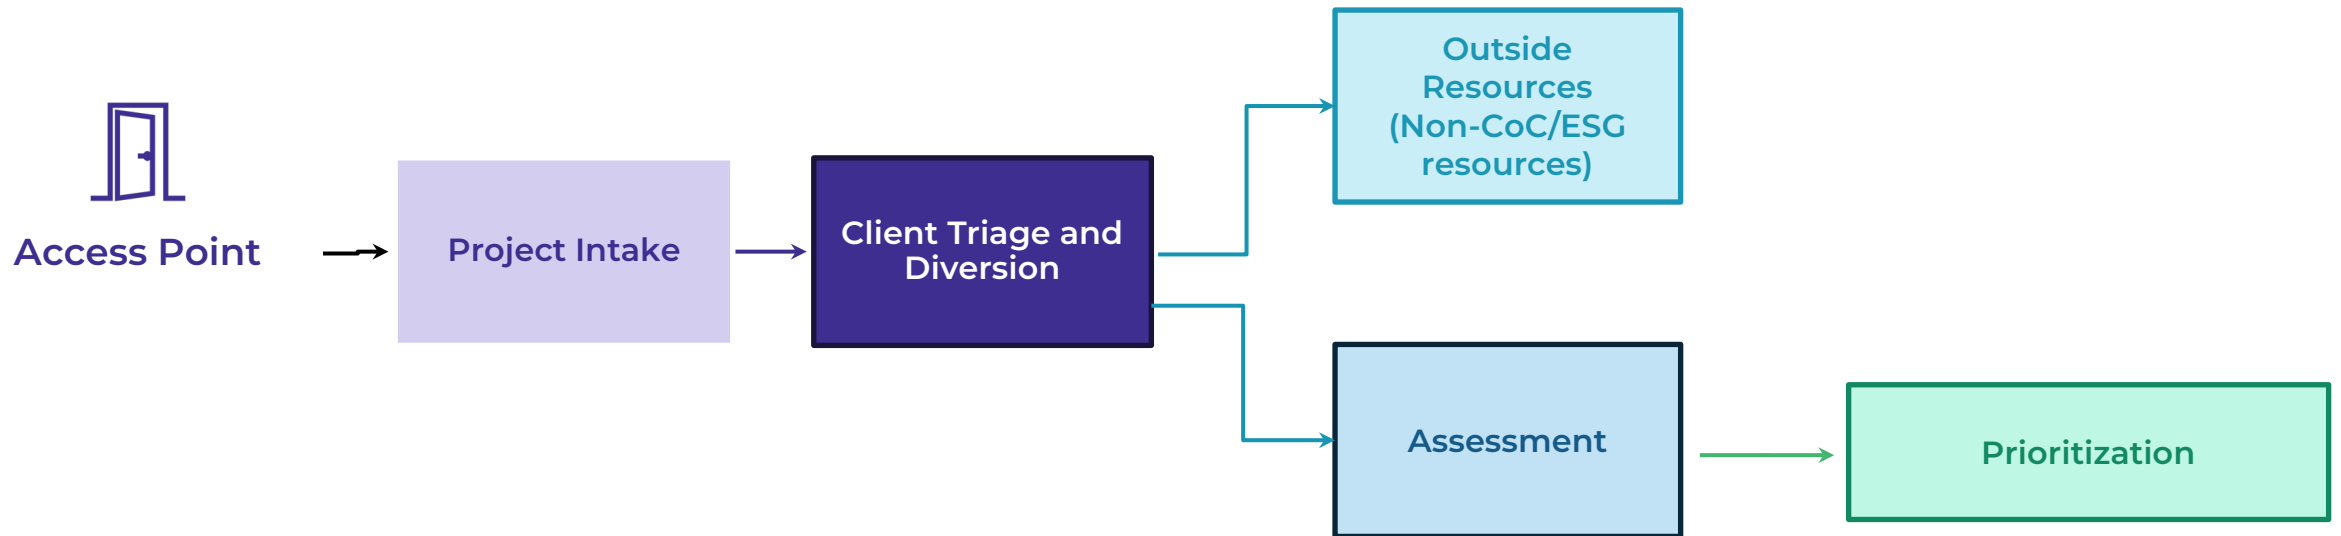 Access Point
Project Intake
Client Triage and
Diversion
Outside
Resources
(Non-CoC/ESG
resources)
Assessment
Prioritization